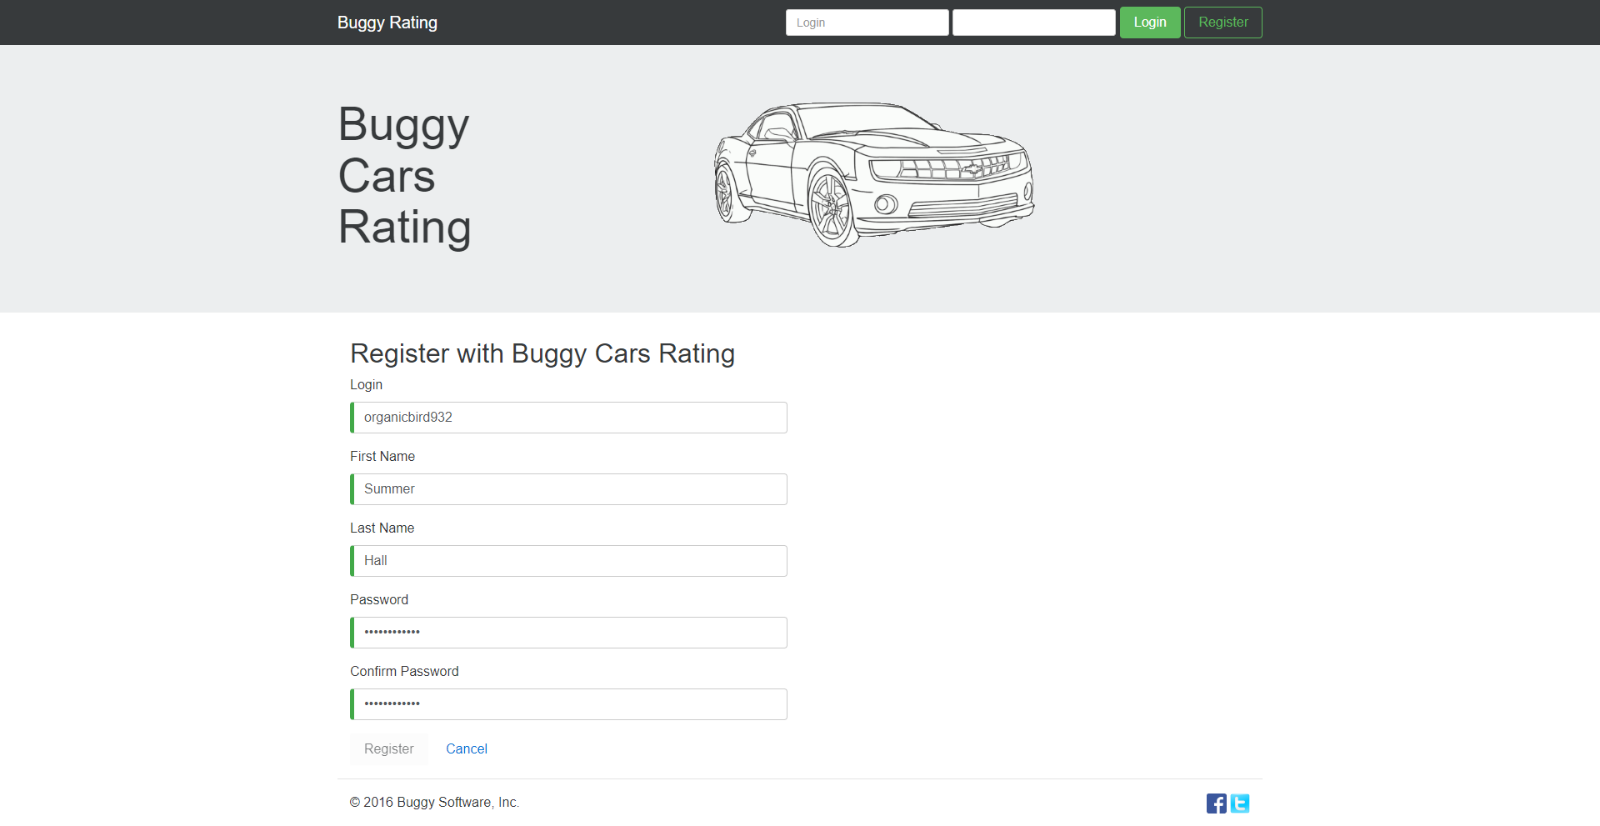 Buggy Rating
Login
Login
Register
Buggy
Cars
Rating
Register with Buggy Cars Rating
Login
organicbird932
First Name
Summer
Last Name
Hall
Password
••••••••••••
Confirm Password
••••••••••••
Register
Cancel
© 2016 Buggy Software, Inc.